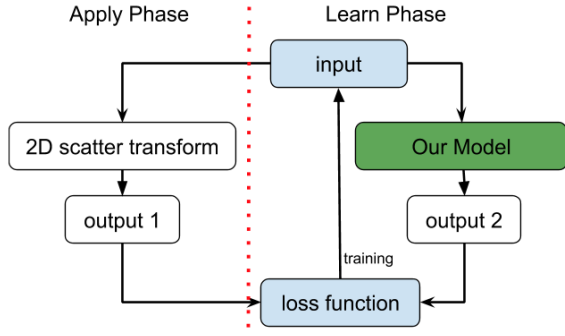 Apply Phase
Learn Phase
input
2D scatter transform
Our Model
output 1
output 2
training
loss function